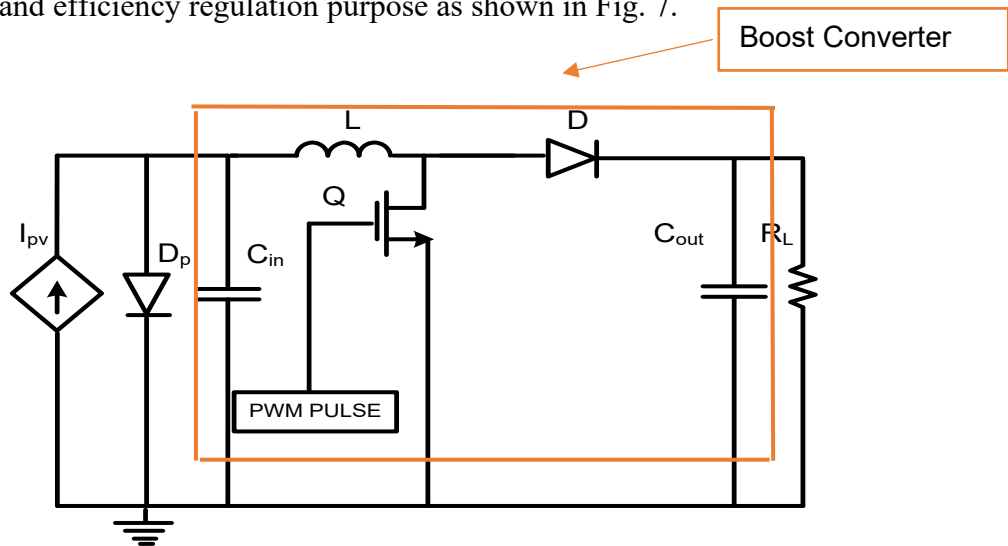 and efficiency regulation purpose as shown in Fig. 7.
Boost Converter
L
D
Q
Ipv
Dp
Cin
Cout
RL
PWM PULSE